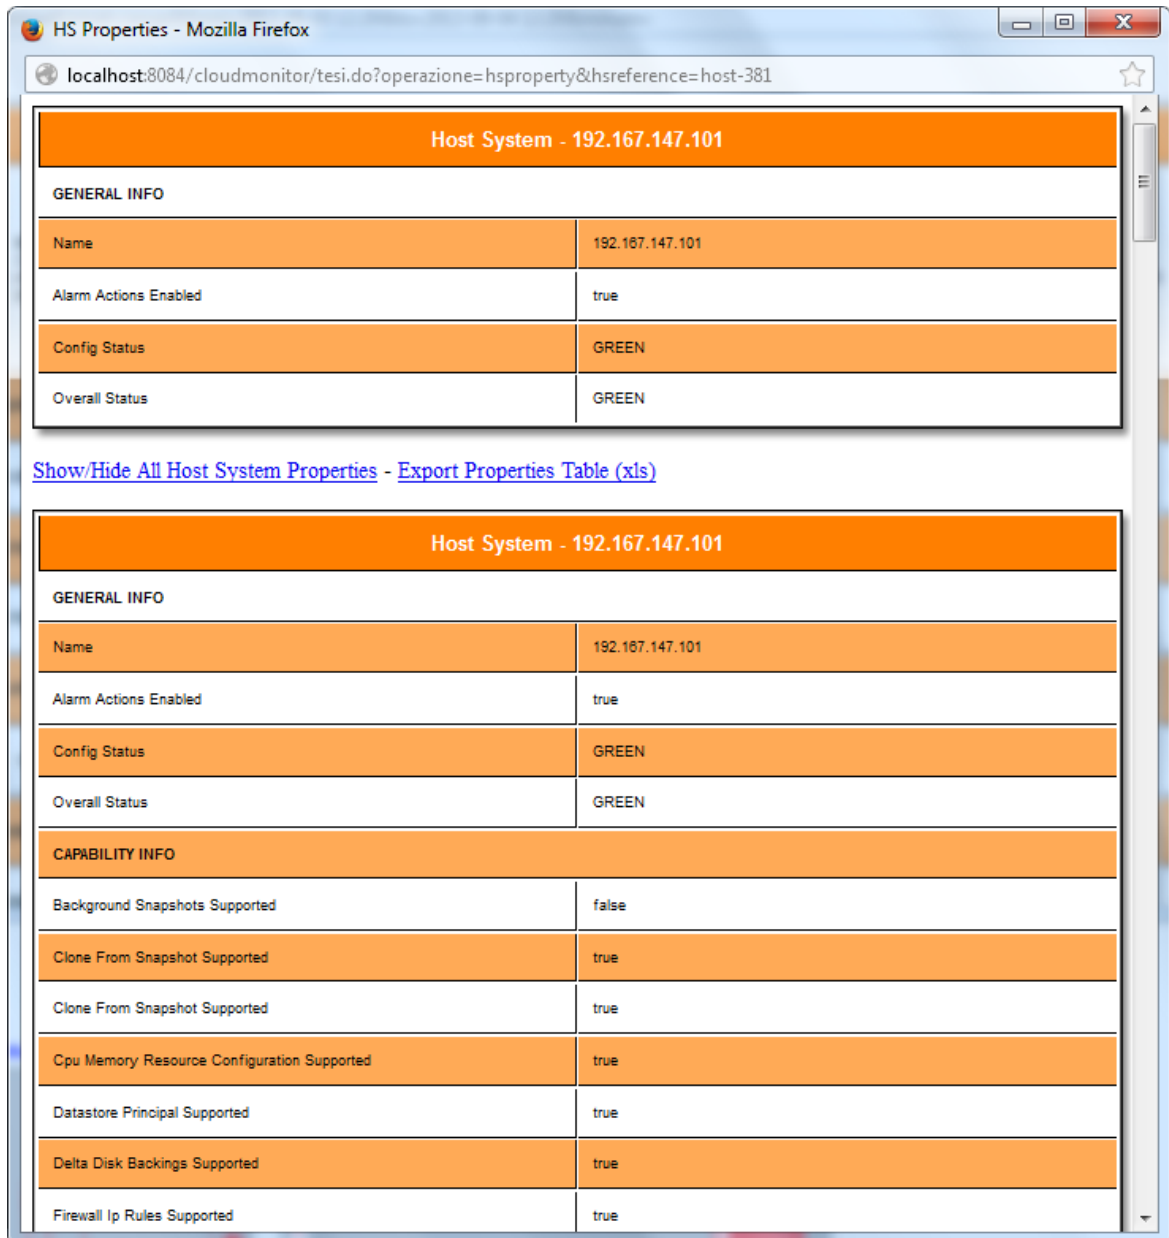 HS Properties - Mozilla Firefox
localhost:8084/cloudmonitor/tesi.do?operazione=hsproperty&hsreference=host-381
Host System - 192.167.147.101
GENERAL INFO
Name 192.167.147.101
Alarm Actions Enabled true
Config Status GREEN
Overall Status GREEN
Show/Hide All Host System Properties - Export Properties Table (xls)
Host System - 192.167.147.101
GENERAL INFO
Name 192.167.147.101
Alarm Actions Enabled true
Config Status GREEN
Overall Status GREEN
CAPABILITY INFO
Background Snapshots Supported false
Clone From Snapshot Supported true
Clone From Snapshot Supported true
Cpu Memory Resource Configuration Supported true
Datastore Principal Supported true
Delta Disk Backings Supported true
Firewall Ip Rules Supported true